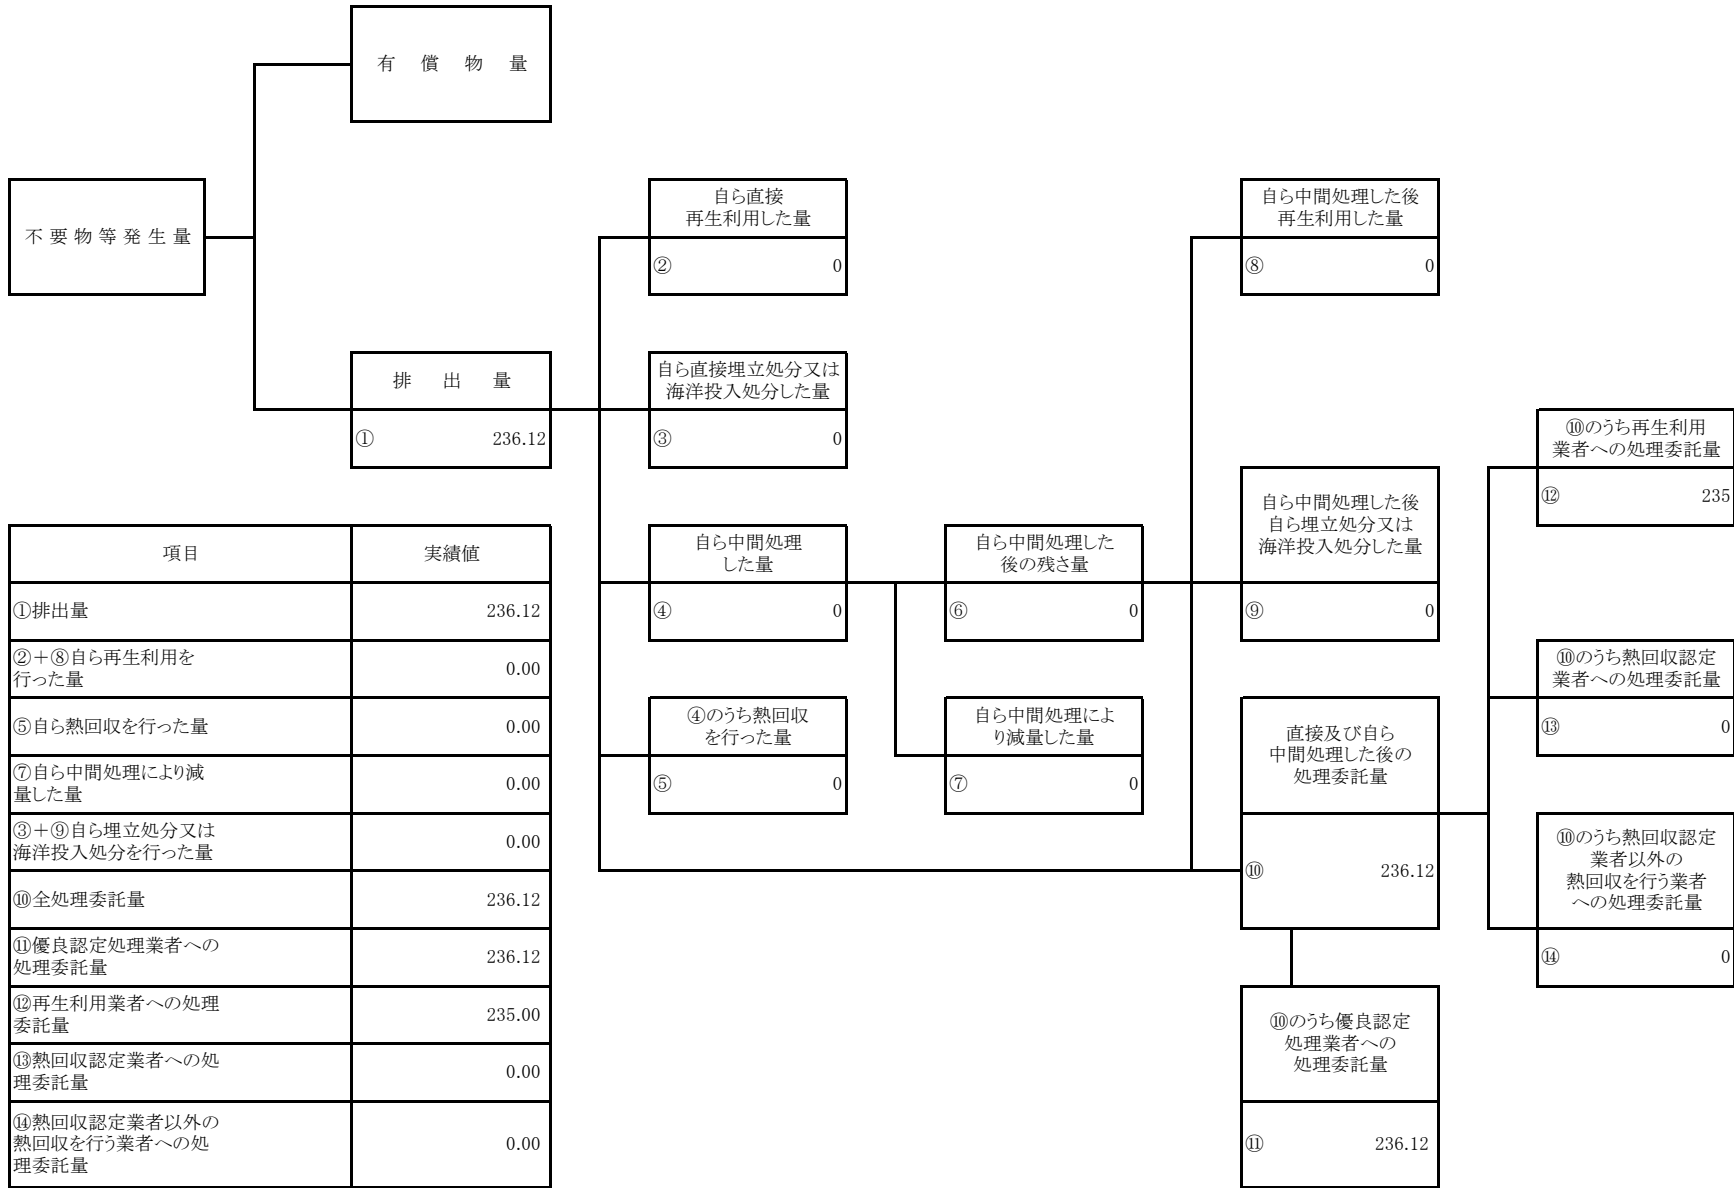 有 償 物 量
不 要 物 等 発 生 量
自ら直接
再生利用した量
② 0
自ら中間処理した後
再生利用した量
⑧ 0
排 出 量
① 236.12
自ら直接埋立処分又は
海洋投入処分した量
③ 0
⑩のうち再生利用
業者への処理委託量
⑫ 235
自ら中間処理した後
自ら埋立処分又は
海洋投入処分した量
⑨ 0
自ら中間処理
した量
④ 0
自ら中間処理した
後の残さ量
⑥ 0
⑩のうち熱回収認定
業者への処理委託量
⑬ 0
④のうち熱回収
を行った量
⑤ 0
自ら中間処理によ
り減量した量
⑦ 0
直接及び自ら
中間処理した後の
処理委託量
⑩ 236.12
⑩のうち熱回収認定
業者以外の
熱回収を行う業者
への処理委託量
⑭ 0
⑩のうち優良認定
処理業者への
処理委託量
⑪ 236.12
項目 実績値
①排出量 236.12
②＋⑧自ら再生利用を
行った量 0.00
⑤自ら熱回収を行った量 0.00
⑦自ら中間処理により減
量した量 0.00
③＋⑨自ら埋立処分又は
海洋投入処分を行った量 0.00
⑩全処理委託量 236.12
⑪優良認定処理業者への
処理委託量 236.12
⑫再生利用業者への処理
委託量 235.00
⑬熱回収認定業者への処
理委託量 0.00
⑭熱回収認定業者以外の
熱回収を行う業者への処
理委託量 0.00